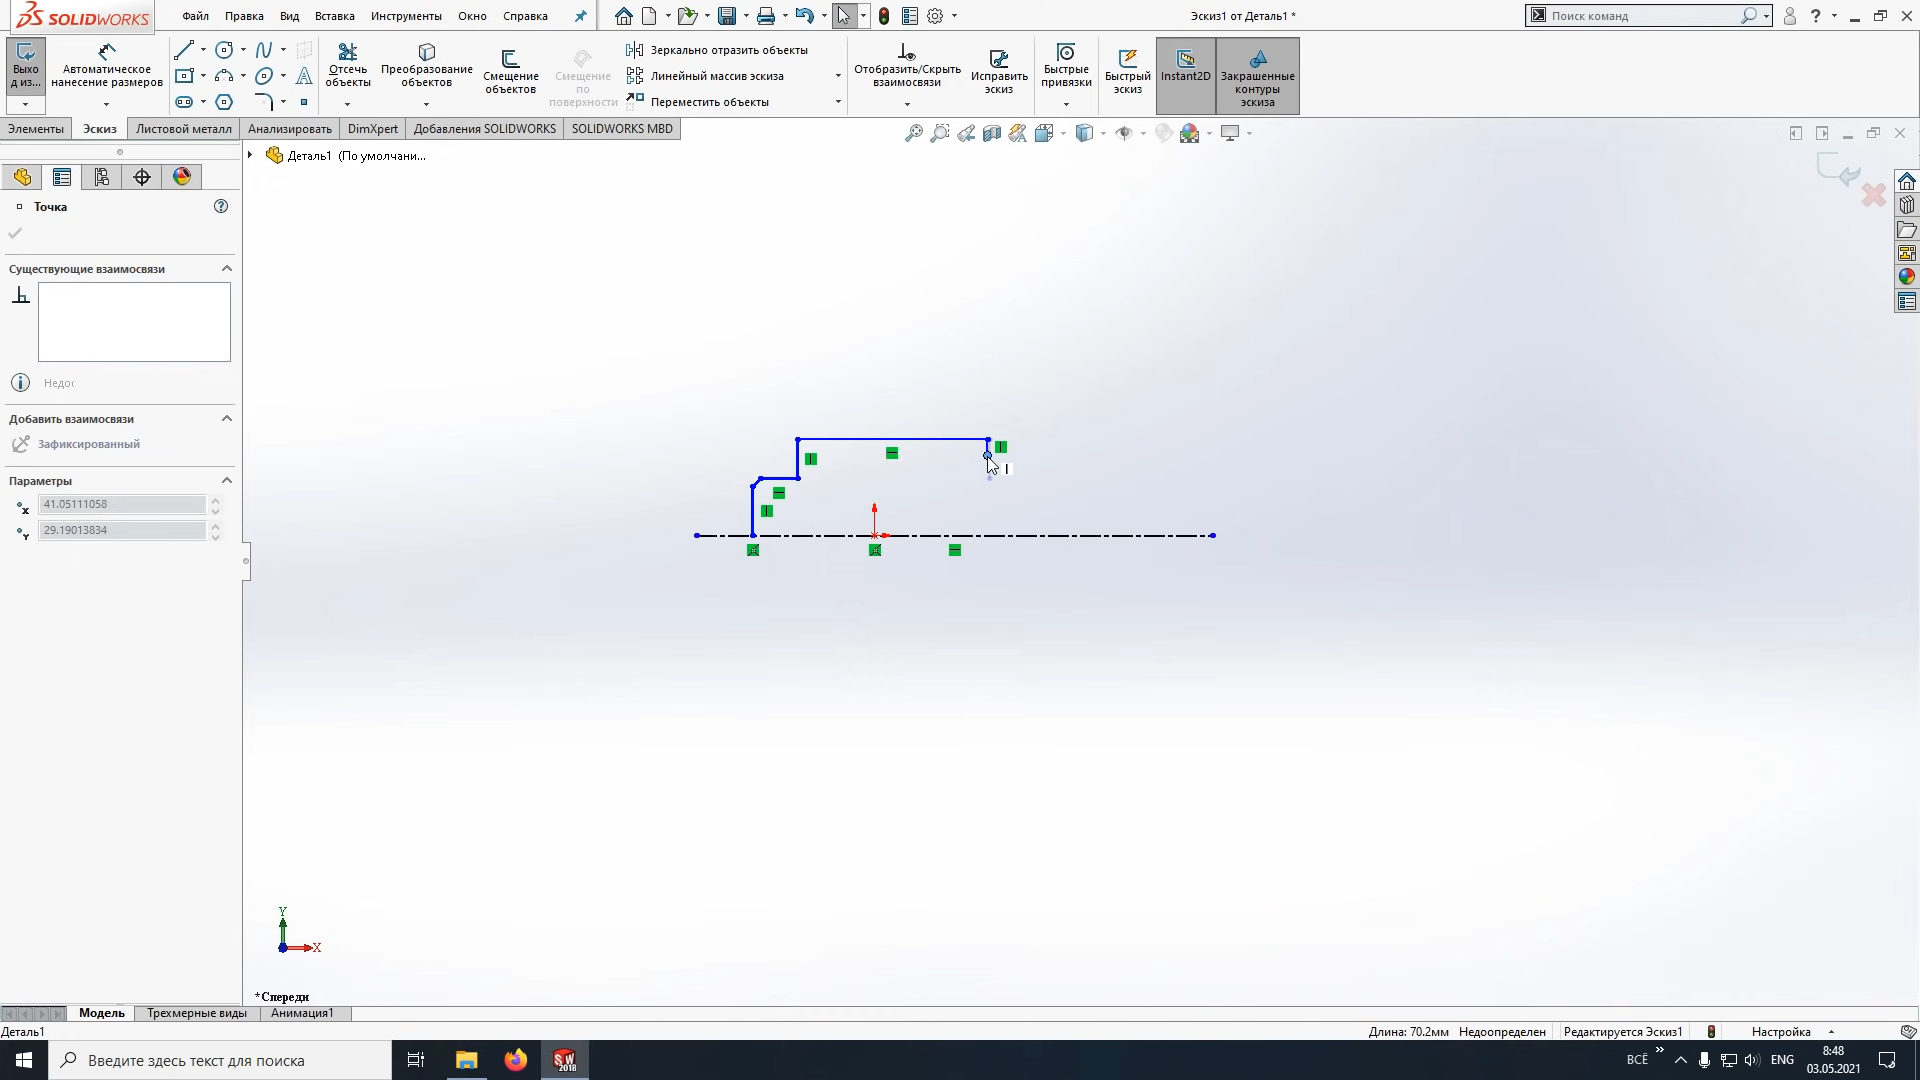 SOLIDWORKS
Файл
Правка
Вид
Вставка
Инструменты
Окно
Справка
Эскиз1 от Деталь1 *
Поиск команд
?
Выхо
д из...
Автоматическое
нанесение размеров
Отсечь
объекты
Преобразование
объектов
Смещение
объектов
Смещение
по
поверхности
Зеркально отразить объекты
Линейный массив эскиза
Переместить объекты
Отобразить/Скрыть
взаимосвязи
Исправить
эскиз
Быстрые
привязки
Быстрый
эскиз
Instant2D
Закрашенные
контуры
эскиза
Элементы
Эскиз
Листовой металл
Анализировать
DimXpert
Добавления SOLIDWORKS
SOLIDWORKS MBD
Деталь1 (По умолчани...
Точка
Существующие взаимосвязи
Недос
Добавить взаимосвязи
Зафиксированный
Параметры
x
41.05111058
Y
29.19013834
Y
X
*Спереди
Модель
Трехмерные виды
Анимация1
Деталь1
Длина: 70.2мм
Недоопределен
Редактируется Эскиз1
Настройка
Введите здесь текст для поиска
SW
2018
ВСЁ
ENG
8:48
03.05.2021